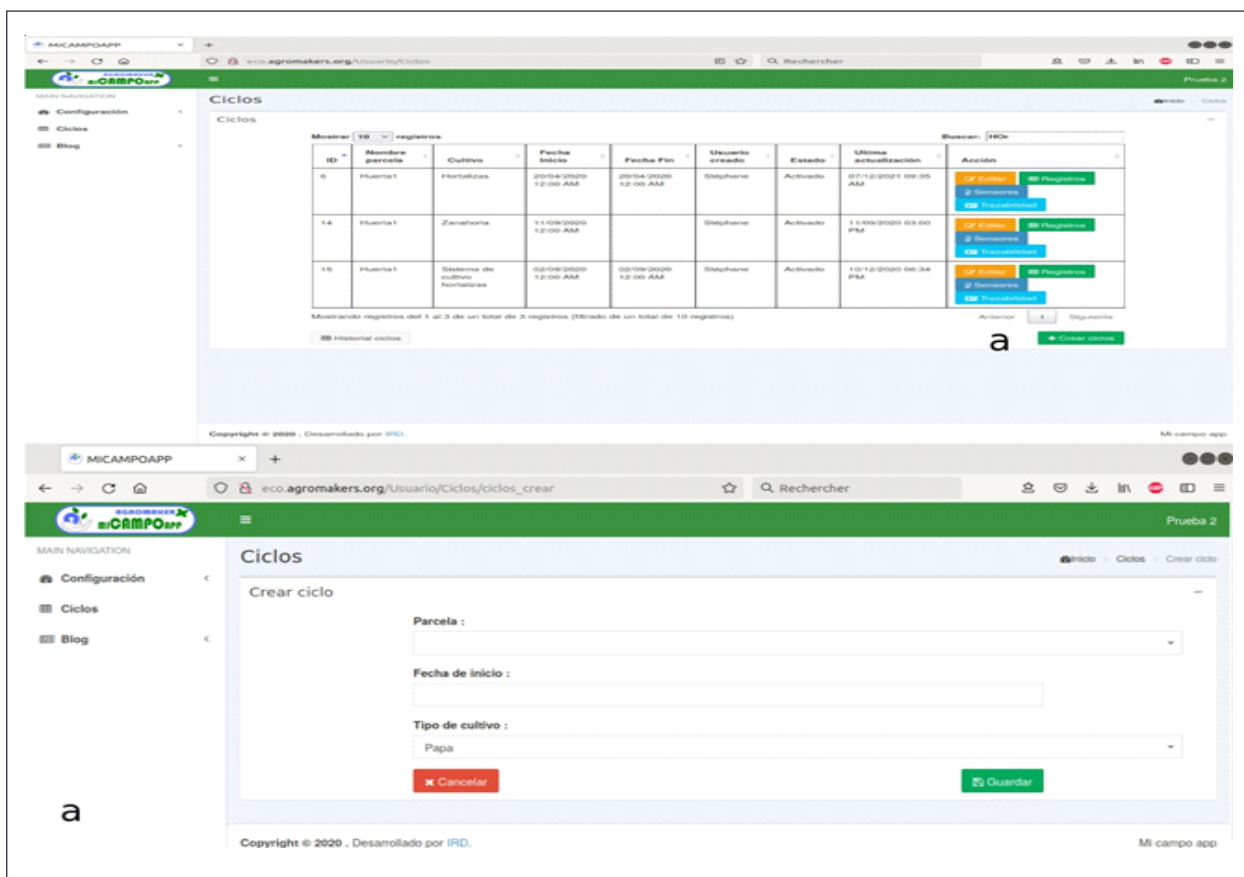 MICAMPOAPP × +
eco.agromakers.org/Usuario/Ciclos Rechercher
AGROMAKER miCAMPOapp Prueba 2
MAIN NAVIGATION
Configuración
Ciclos
Blog
Ciclos Inicio > Ciclos
Ciclos
Mostrar 10 registros Buscar: HOr
ID Nombre parcela Cultivo Fecha Inicio Fecha Fin Usuario creado Estado Ultima actualización Acción
6 Huerta1 Hortalizas 20/04/2020 12:00 AM 20/04/2020 12:00 AM Stéphane Activado 07/12/2021 09:35 AM Editar Registros
Sensores
Trazabilidad
14 Huerta1 Zanahoria 11/09/2020 12:00 AM Stéphane Activado 11/09/2020 03:00 PM Editar Registros
Sensores
Trazabilidad
15 Huerta1 Sistema de cultivo hortalizas 02/09/2020 12:00 AM 02/09/2020 12:00 AM Stéphane Activado 10/12/2020 06:34 PM Editar Registros
Sensores
Trazabilidad
Mostrando registros del 1 al 3 de un total de 3 registros (filtrado de un total de 10 registros) Anterior 1 Siguiente
Historial ciclos a + Crear ciclos
Copyright © 2020 . Desarrollado por IRD. Mi campo app
MICAMPOAPP × +
eco.agromakers.org/Usuario/Ciclos/ciclos_crear Rechercher
AGROMAKER miCAMPOapp Prueba 2
MAIN NAVIGATION
Configuración
Ciclos
Blog
Ciclos Inicio > Ciclos > Crear ciclo
Crear ciclo
Parcela :
Fecha de inicio :
Tipo de cultivo :
Papa
Cancelar Guardar
a
Copyright © 2020 . Desarrollado por IRD. Mi campo app